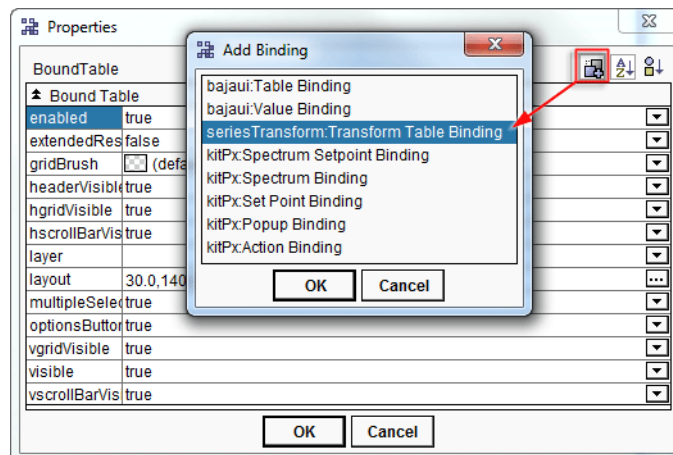 Properties
Add Binding
BoundTable
Bound Tab
enabled true
extendedRes false
gridBrush (defa
headerVisible true
hgridVisible true
hscrollBarVis true
layer
layout 30.0,140
multipleSelec true
optionsButtor true
vgridVisible true
visible true
vscrollBarVis true
bajaui:Table Binding
bajaui:Value Binding
seriesTransform:Transform Table Binding
kitPx:Spectrum Setpoint Binding
kitPx:Spectrum Binding
kitPx:Set Point Binding
kitPx:Popup Binding
kitPx:Action Binding
OK Cancel
OK Cancel